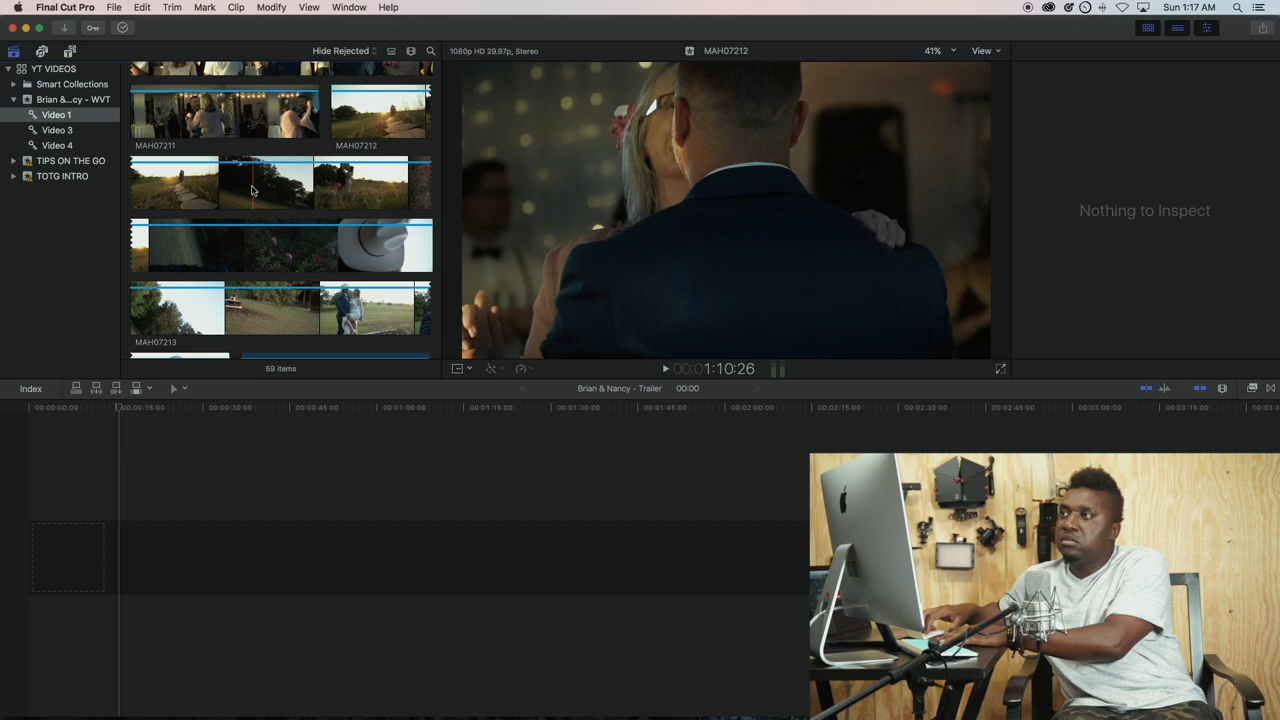 Final Cut Pro File Edit Trim Mark Clip Modify View Window Help Sun 1:17 AM
Hide Rejected 1080p HD 29.97p, Stereo MAH07212 41% View
YT VIDEOS
Smart Collections
Brian &...cy - WVT
Video 1
Video 3
Video 4
TIPS ON THE GO
TOTG INTRO
MAH07211 MAH07212
MAH07213
59 items
00:00 1:10:26
Nothing to Inspect
Index Brian & Nancy - Trailer 00:00
00:00:00:00 00:00:15:00 00:00:30:00 00:00:45:00 00:01:00:00 00:01:15:00 00:01:30:00 00:01:45:00 00:02:00:00 00:02:15:00 00:02:30:00 00:02:45:00 00:03:00:00 00:03:15:00